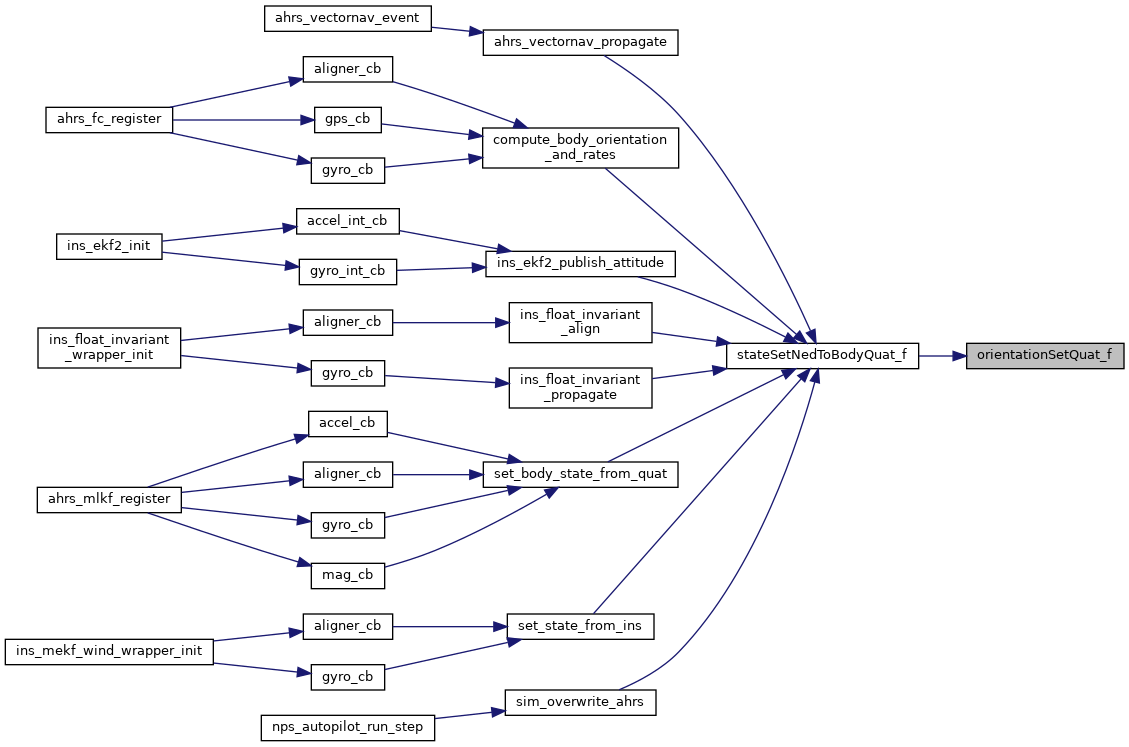 ahrs_vectornav_event
ahrs_vectornav_propagate
aligner_cb
ahrs_fc_register
gps_cb
compute_body_orientation
_and_rates
gyro_cb
accel_int_cb
ins_ekf2_init
ins_ekf2_publish_attitude
gyro_int_cb
aligner_cb
ins_float_invariant
_align
ins_float_invariant
_wrapper_init
stateSetNedToBodyQuat_f
orientationSetQuat_f
gyro_cb
ins_float_invariant
_propagate
accel_cb
aligner_cb
set_body_state_from_quat
ahrs_mlkf_register
gyro_cb
mag_cb
aligner_cb
set_state_from_ins
ins_mekf_wind_wrapper_init
gyro_cb
sim_overwrite_ahrs
nps_autopilot_run_step